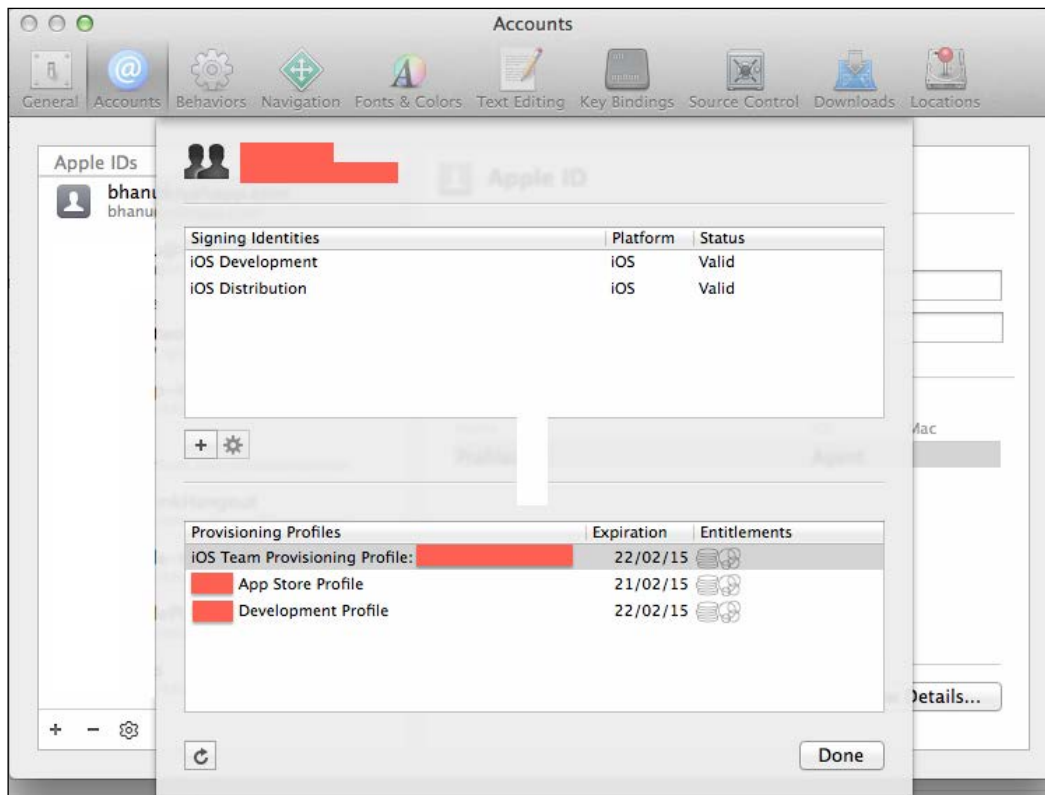 Accounts
General Accounts Behaviors Navigation Fonts & Colors Text Editing Key Bindings Source Control Downloads Locations
Apple IDs
Apple ID
bhanu
bhanu
Signing Identities Platform Status
iOS Development iOS Valid
iOS Distribution iOS Valid
+
Mac
Agent
Provisioning Profiles Expiration Entitlements
iOS Team Provisioning Profile: 22/02/15
App Store Profile 21/02/15
Development Profile 22/02/15
Details...
+ −
Done